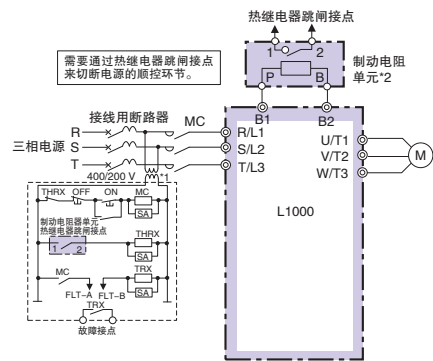 热继电器跳闸接点
1 2
需要通过热继电器跳闸接点
来切断电源的顺控环节。
P B
制动电阻
单元*2
B1 B2
接线用断路器 MC
三相电源
R R/L1
S S/L2
T T/L3
U/T1
V/T2
W/T3
M
400/200 V *1
L1000
THRX OFF ON MC
SA
制动电阻器单元
热继电器跳闸接点
1 2
THRX
SA
MC TRX
SA
FLT-A FLT-B
TRX
故障接点